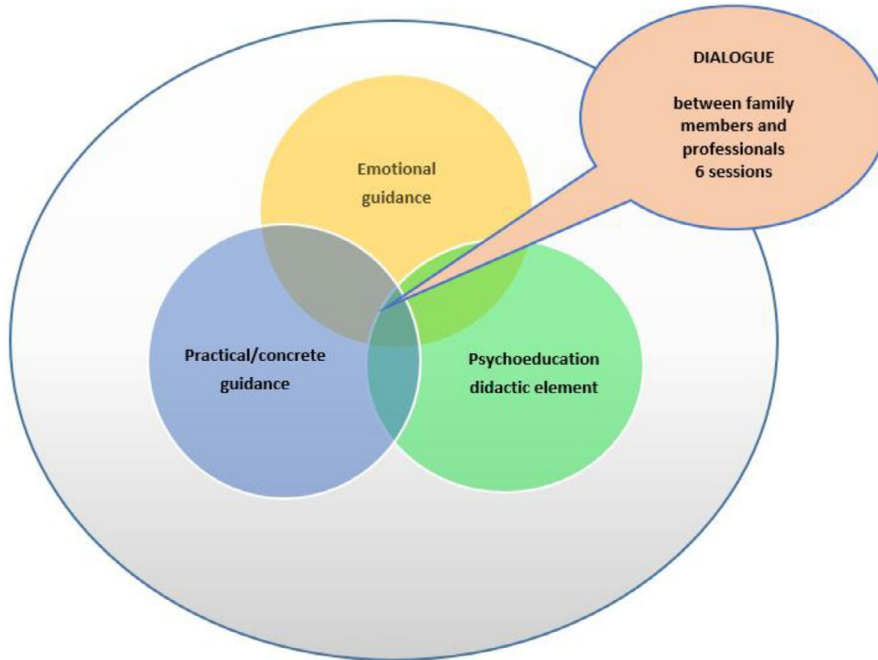 DIALOGUE
between family
members and
professionals
6 sessions
Emotional
guidance
Practical/concrete
guidance
Psychoeducation
didactic element